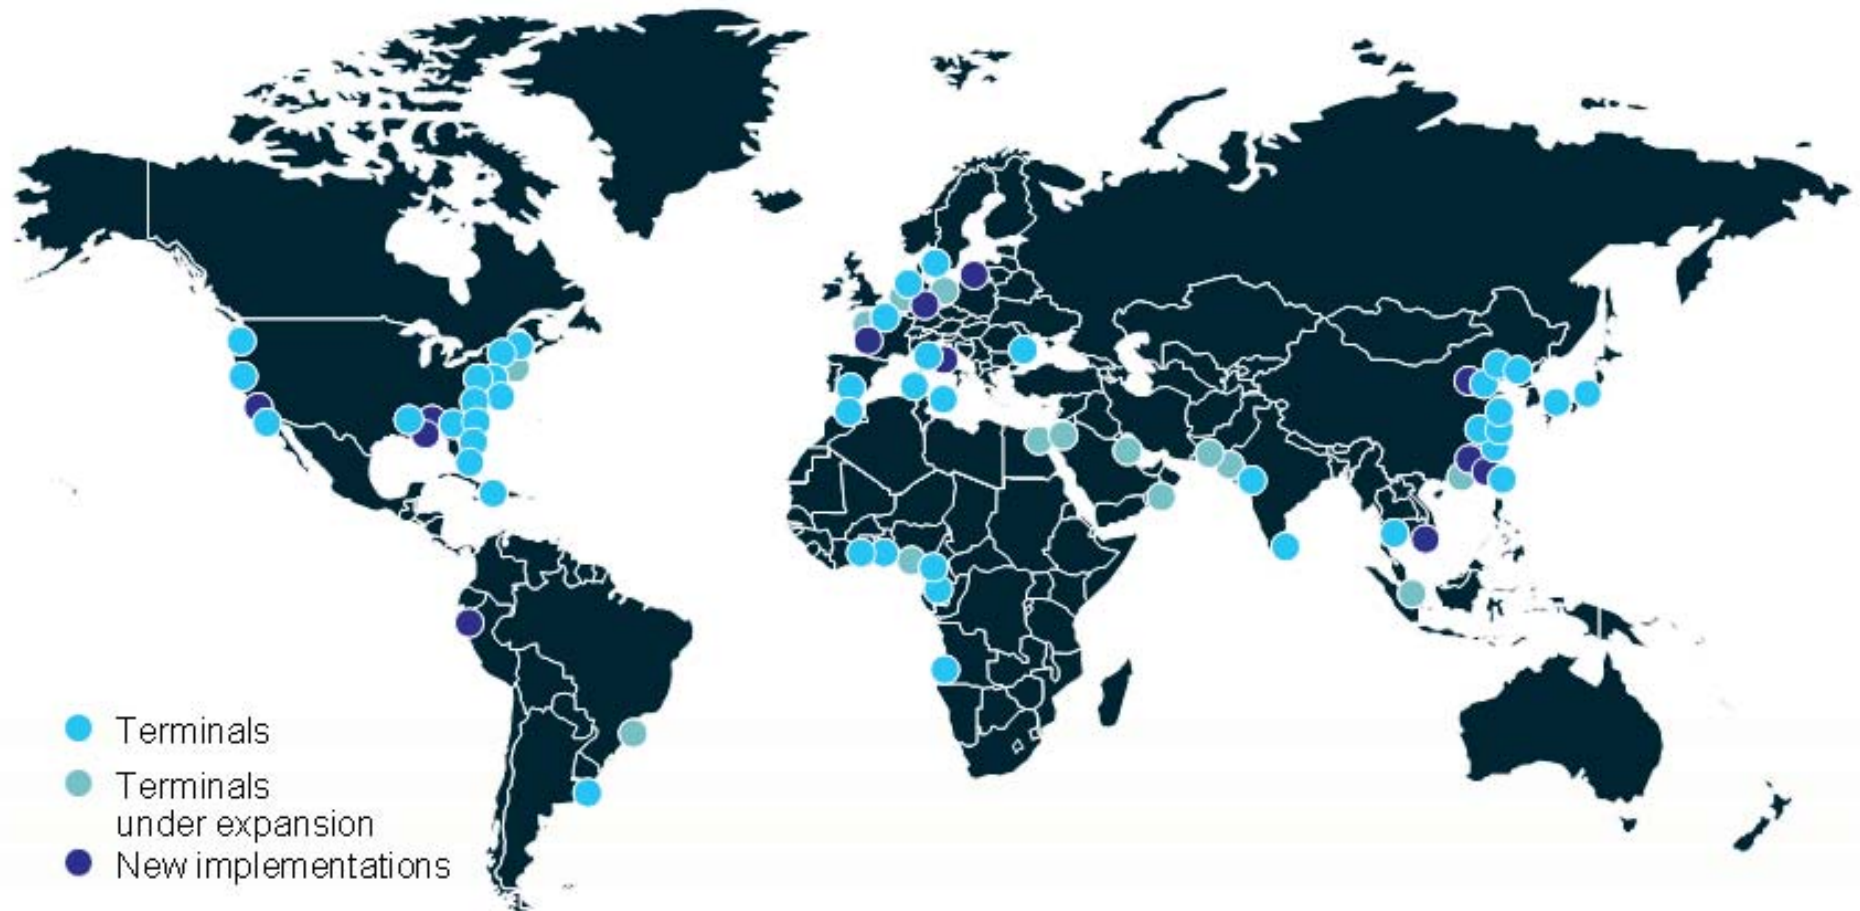 Terminals
Terminals
under expansion
New implementations